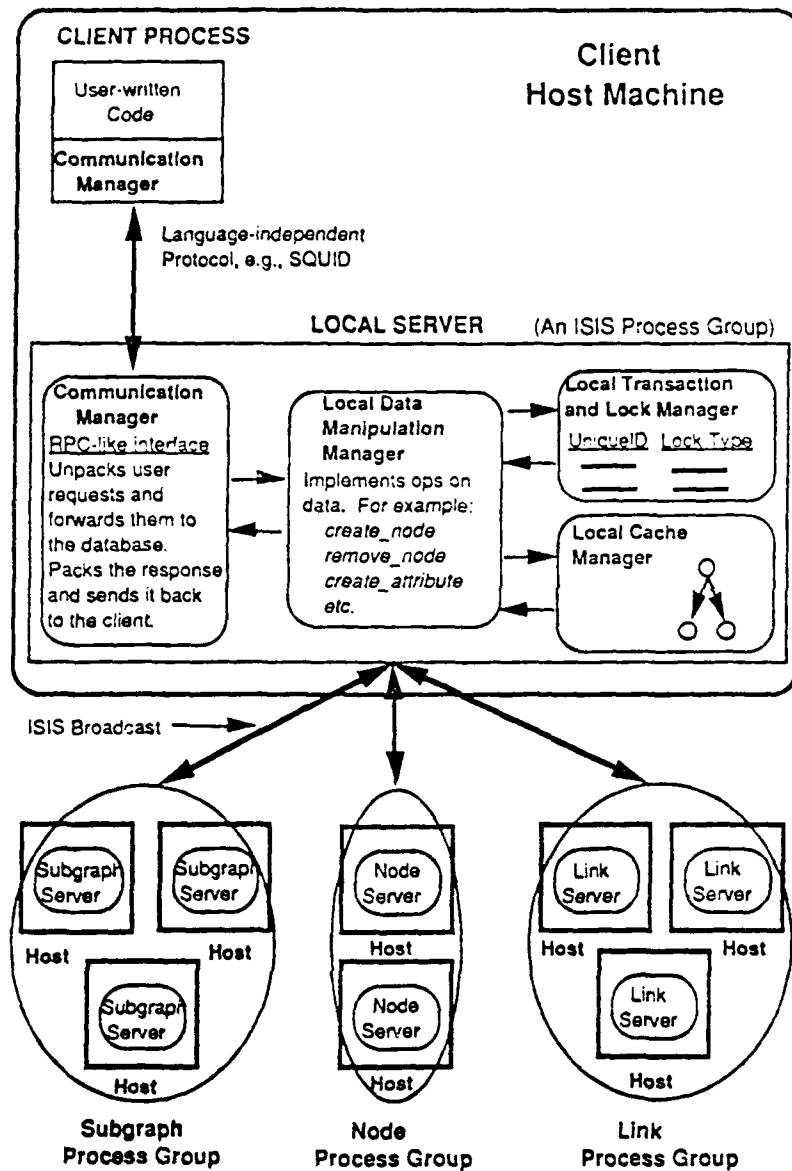 CLIENT PROCESS
Client
Host Machine
User-written
Code
Communication
Manager
Language-independent
Protocol, e.g., SQUID
LOCAL SERVER
(An ISIS Process Group)
Communication
Manager
RPC-like interface
Unpacks user
requests and
forwards them to
the database.
Packs the response
and sends it back
to the client.
Local Data
Manipulation
Manager
Implements ops on
data. For example:
create_node
remove_node
create_attribute
etc.
Local Transaction
and Lock Manager
UniqueID Lock Type
Local Cache
Manager
ISIS Broadcast
Subgraph
Server
Host
Subgraph
Server
Host
Subgraph
Server
Host
Subgraph
Process Group
Node
Server
Host
Node
Server
Host
Node
Process Group
Link
Server
Host
Link
Server
Host
Link
Server
Host
Link
Process Group